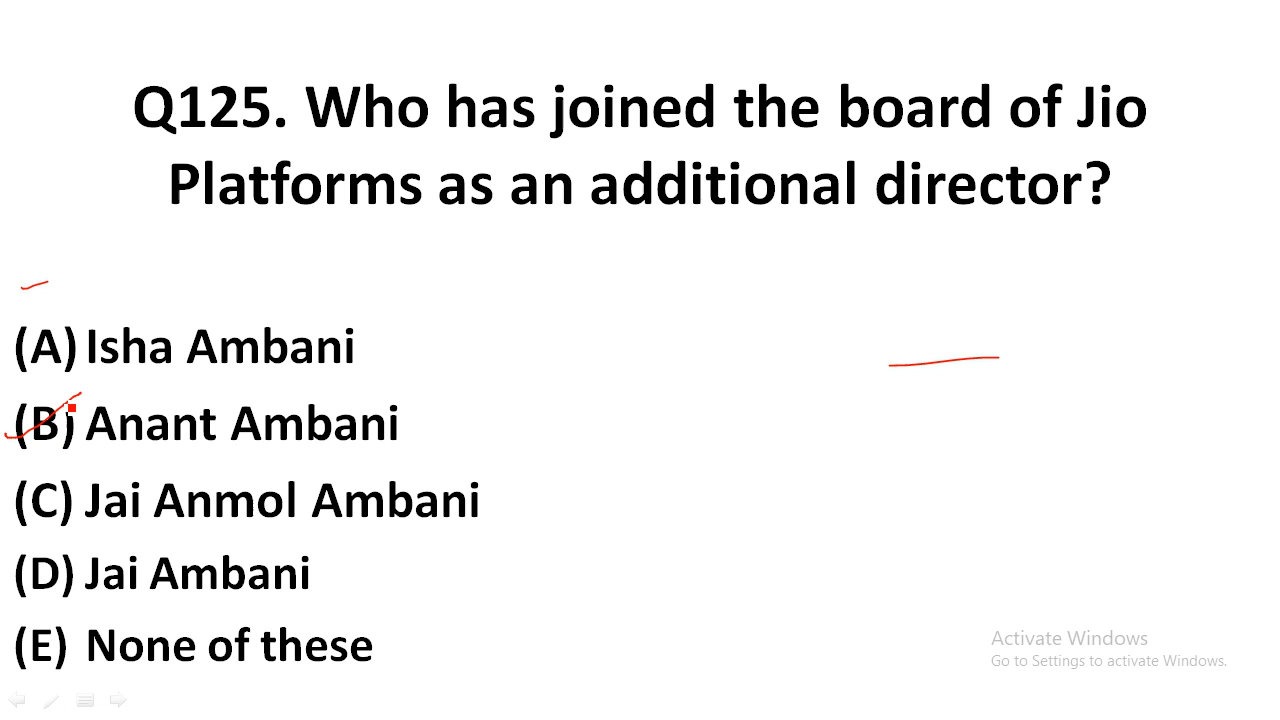 Q125. Who has joined the board of Jio
Platforms as an additional director?
(A) Isha Ambani
(B) Anant Ambani
(C) Jai Anmol Ambani
(D) Jai Ambani
(E) None of these
Activate Windows
Go to Settings to activate Windows.